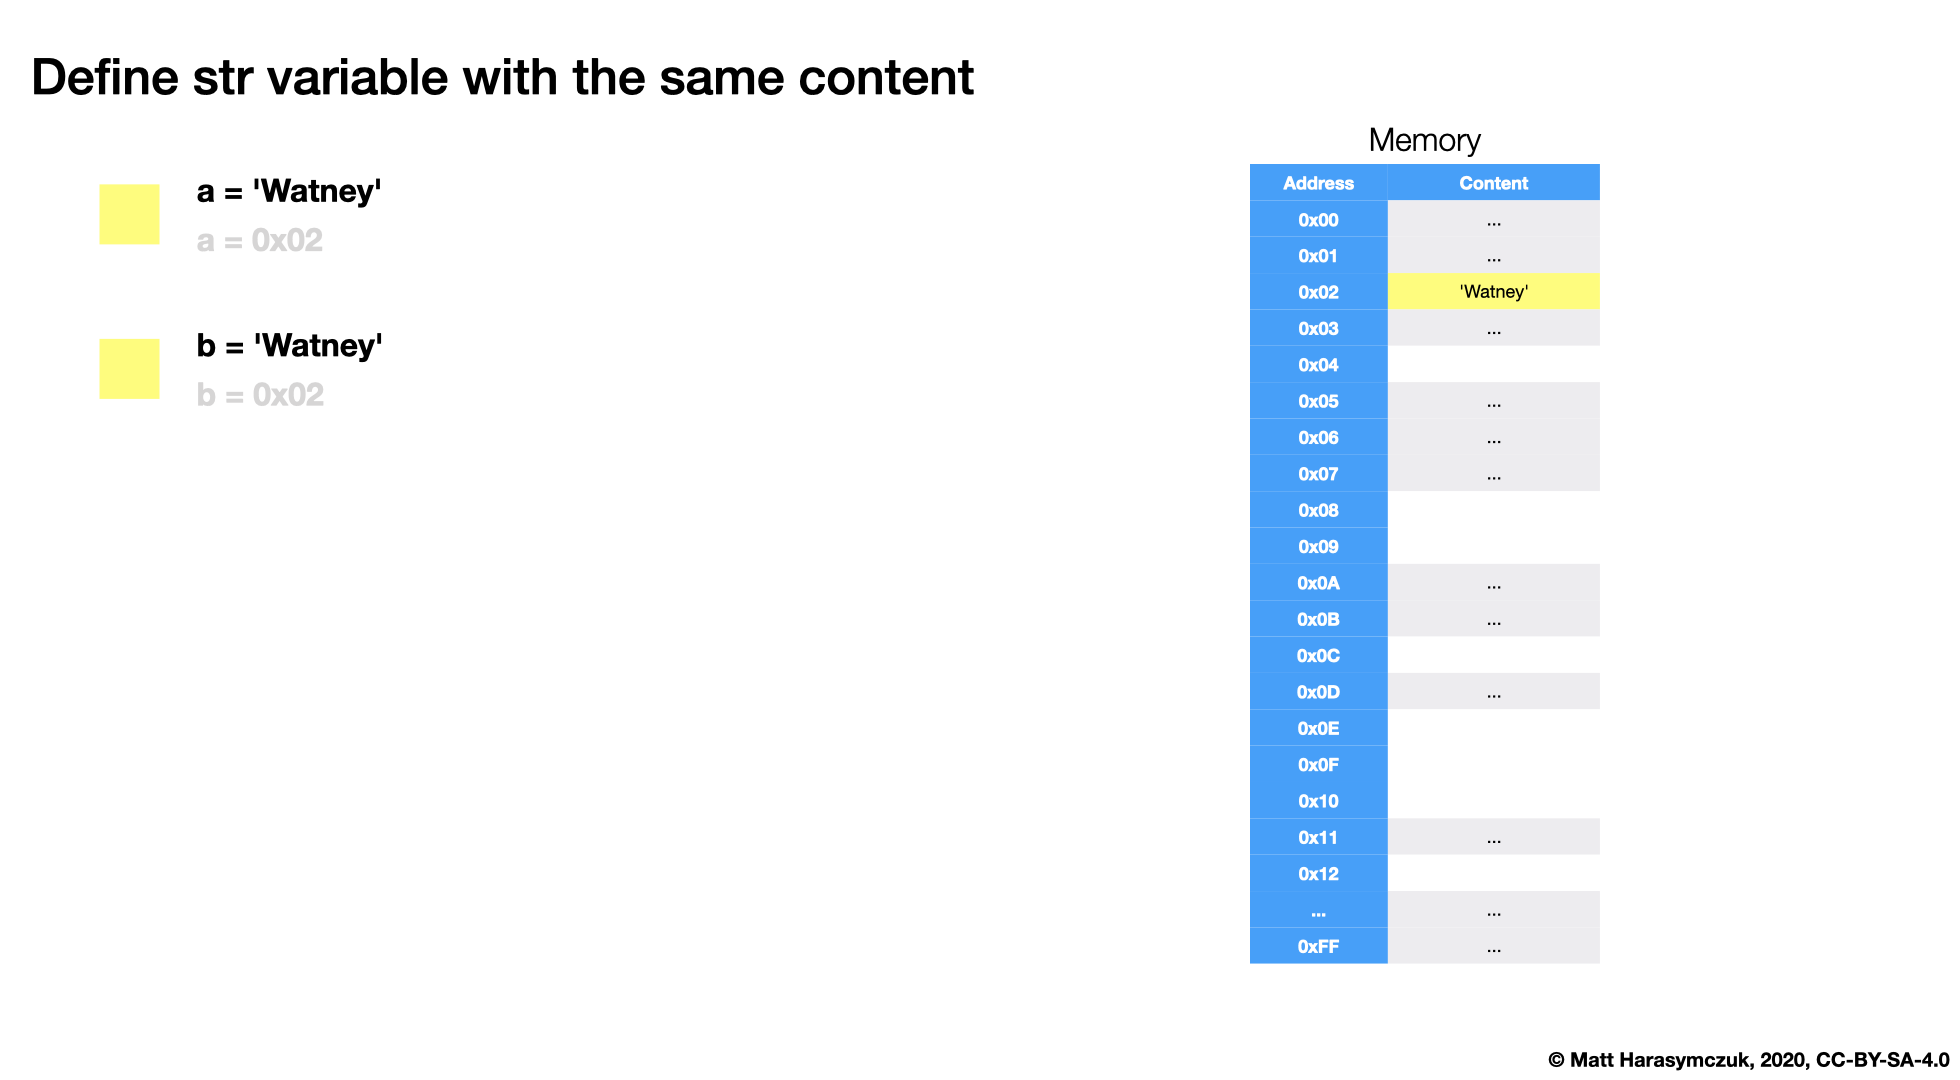 Define str variable with the same content
a = 'Watney'
a = 0x02
b = 'Watney'
b = 0x02
Memory
Address Content
0x00 ...
0x01 ...
0x02 'Watney'
0x03 ...
0x04
0x05 ...
0x06 ...
0x07 ...
0x08
0x09
0x0A ...
0x0B ...
0x0C
0x0D ...
0x0E
0x0F
0x10
0x11 ...
0x12
... ...
0xFF ...
© Matt Harasymczuk, 2020, CC-BY-SA-4.0